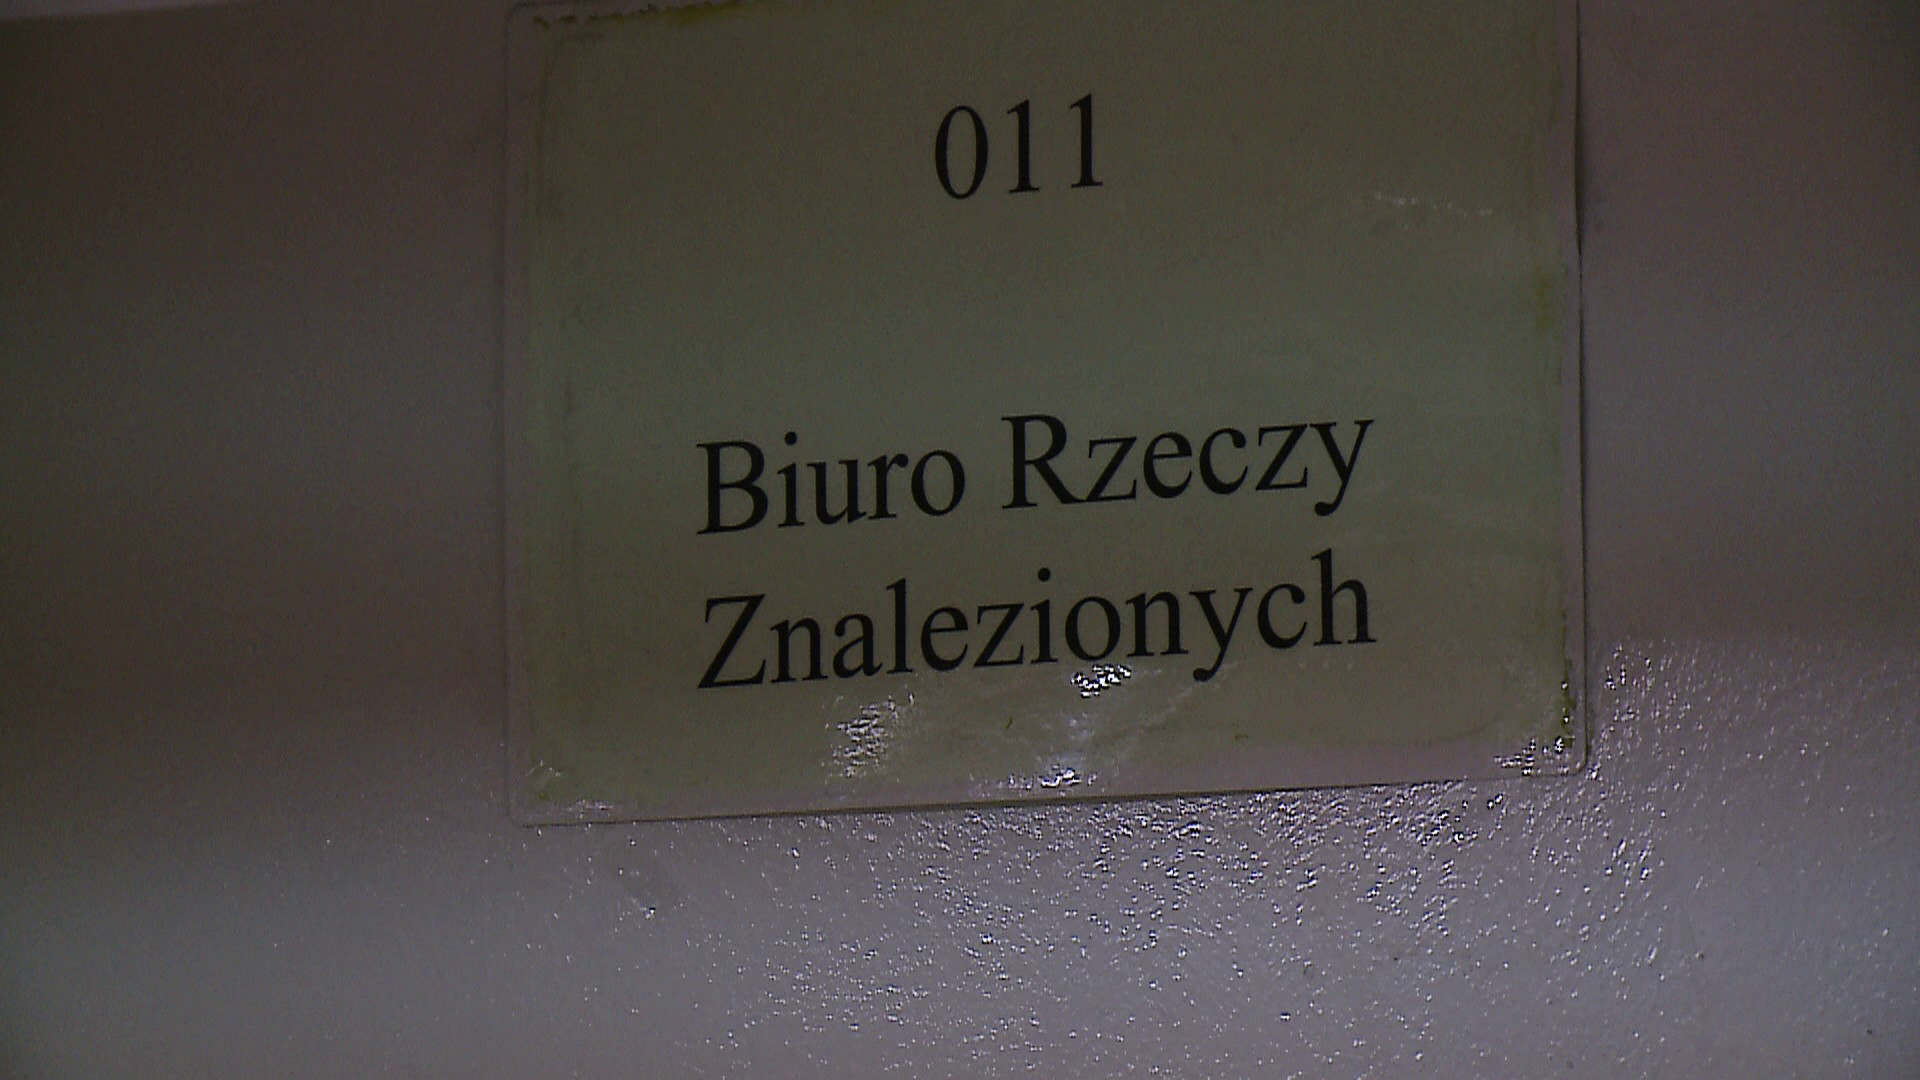 011
Biuro Rzeczy
Znalezionych